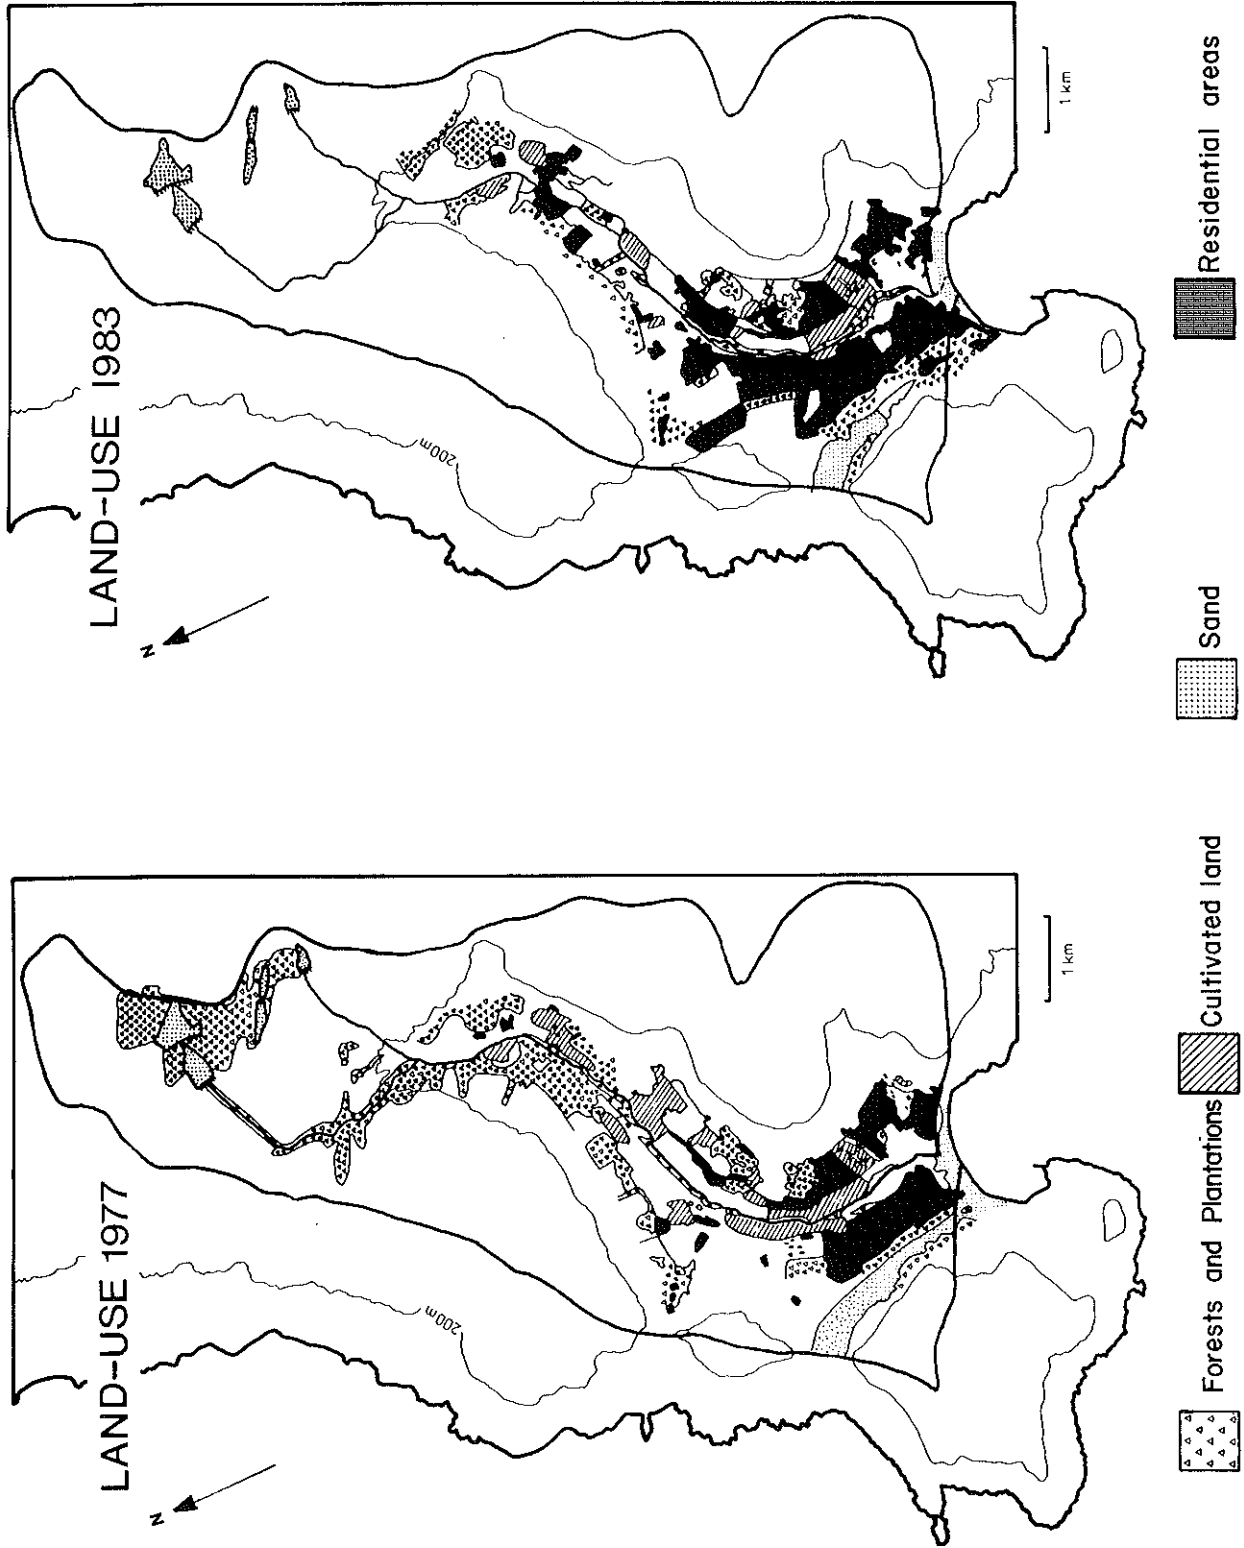 LAND-USE 1977
N
200m
1 km
LAND-USE 1983
N
200m
1 km
Forests and Plantations
Cultivated land
Sand
Residential areas